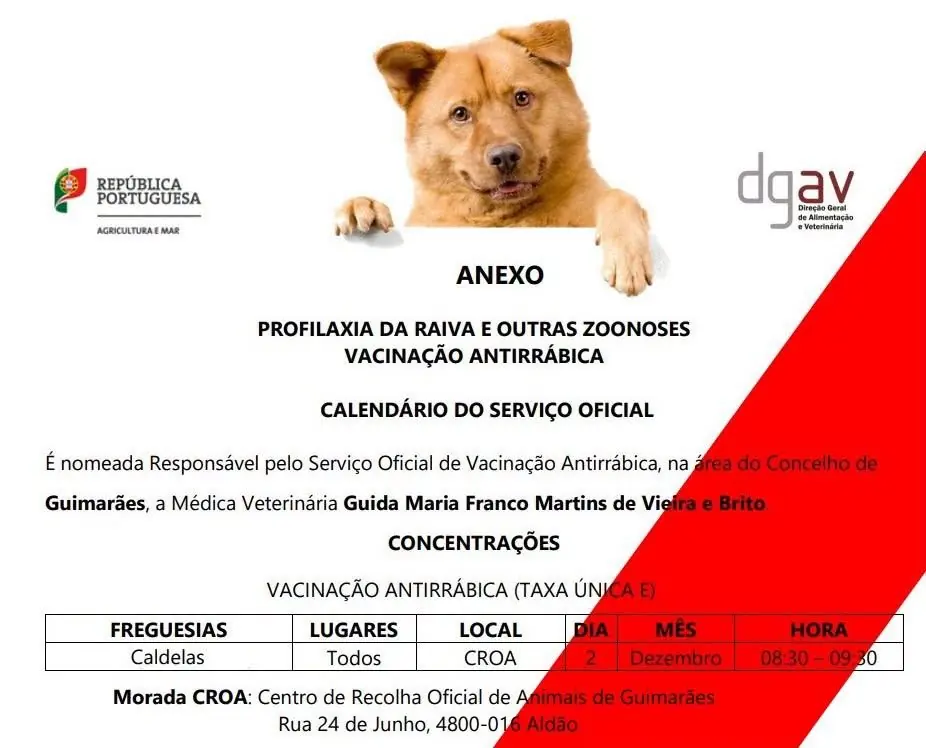 REPÚBLICA
PORTUGUESA
AGRICULTURA E MAR
dgav
Direção Geral
de Alimentação
e Veterinária
ANEXO
PROFILAXIA DA RAIVA E OUTRAS ZOONOSES
VACINAÇÃO ANTIRRÁBICA
CALENDÁRIO DO SERVIÇO OFICIAL
É nomeada Responsável pelo Serviço Oficial de Vacinação Antirrábica, na área do Concelho de
Guimarães, a Médica Veterinária Guida Maria Franco Martins de Vieira e Brito.
CONCENTRAÇÕES
VACINAÇÃO ANTIRRÁBICA (TAXA ÚNICA E)
FREGUESIAS LUGARES LOCAL DIA MÊS HORA
Caldelas Todos CROA 2 Dezembro 08:30 – 09:30
Morada CROA: Centro de Recolha Oficial de Animais de Guimarães
Rua 24 de Junho, 4800-016 Aldão